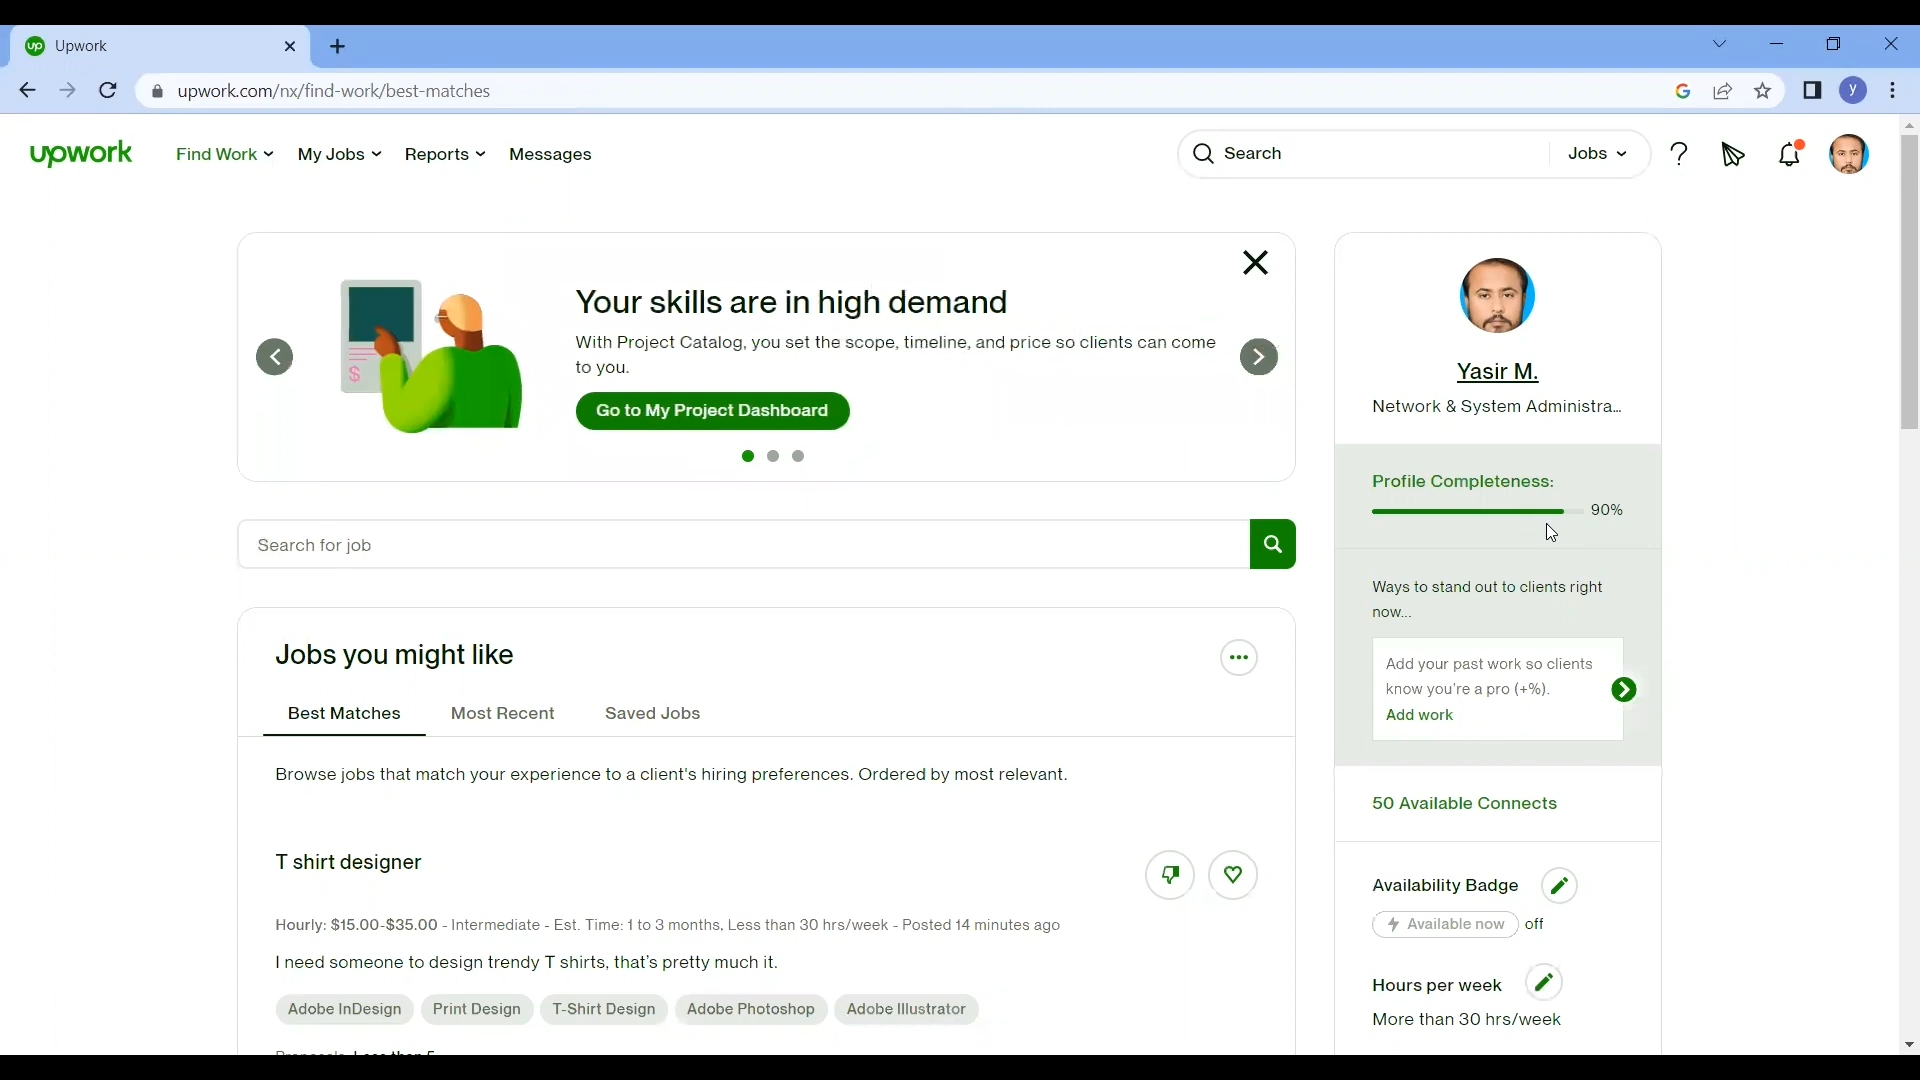 Upwork
upwork.com/nx/find-work/best-matches
y
upwork
Find Work
My Jobs
Reports
Messages
Search
Jobs
Your skills are in high demand
With Project Catalog, you set the scope, timeline, and price so clients can come
to you.
Go to My Project Dashboard
Search for job
Jobs you might like
Best Matches
Most Recent
Saved Jobs
Browse jobs that match your experience to a client's hiring preferences. Ordered by most relevant.
T shirt designer
Hourly: $15.00-$35.00 - Intermediate - Est. Time: 1 to 3 months, Less than 30 hrs/week - Posted 14 minutes ago
I need someone to design trendy T shirts, that's pretty much it.
Adobe InDesign
Print Design
T-Shirt Design
Adobe Photoshop
Adobe Illustrator
Yasir M.
Network & System Administra...
Profile Completeness:
90%
Ways to stand out to clients right
now...
Add your past work so clients
know you're a pro (+%).
Add work
50 Available Connects
Availability Badge
Available now off
Hours per week
More than 30 hrs/week